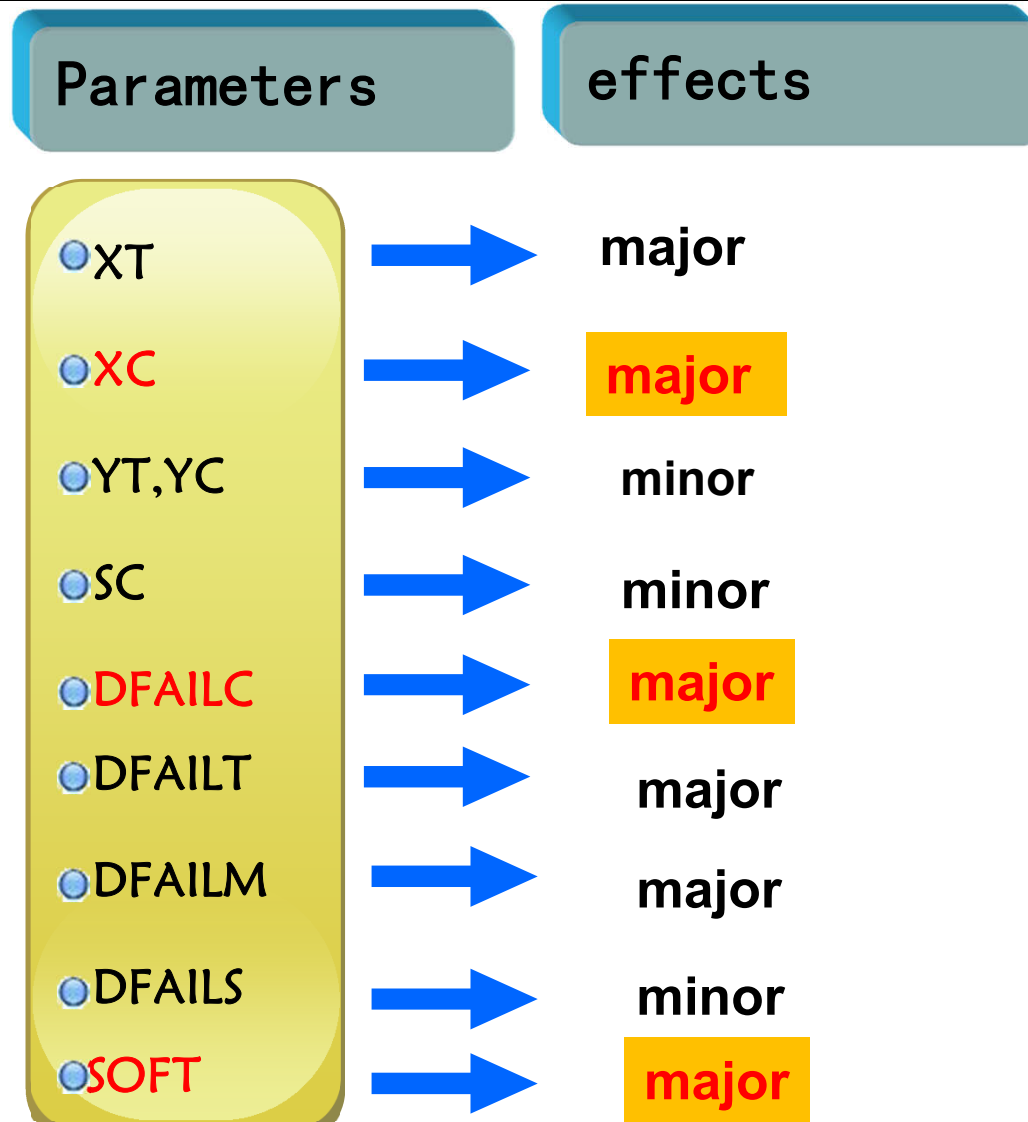 Parameters effects
XT major
XC major
YT,YC minor
SC minor
DFAILC major
DFAILT major
DFAILM major
DFAILS minor
SOFT major